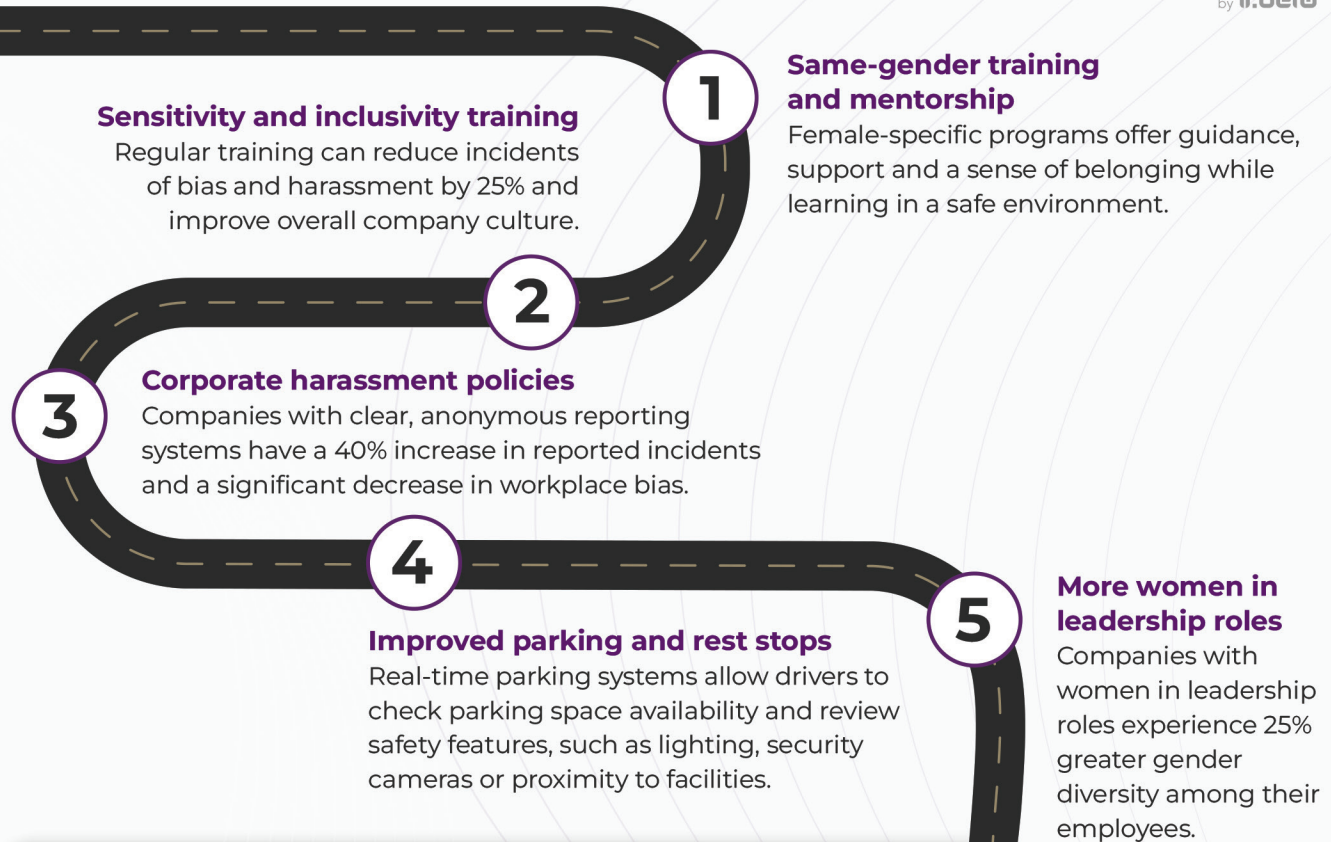 by
1
Same-gender training
and mentorship
Female-specific programs offer guidance,
support and a sense of belonging while
learning in a safe environment.
Sensitivity and inclusivity training
Regular training can reduce incidents
of bias and harassment by 25% and
improve overall company culture.
2
3
Corporate harassment policies
Companies with clear, anonymous reporting
systems have a 40% increase in reported incidents
and a significant decrease in workplace bias.
4
Improved parking and rest stops
Real-time parking systems allow drivers to
check parking space availability and review
safety features, such as lighting, security
cameras or proximity to facilities.
5
More women in
leadership roles
Companies with
women in leadership
roles experience 25%
greater gender
diversity among their
employees.